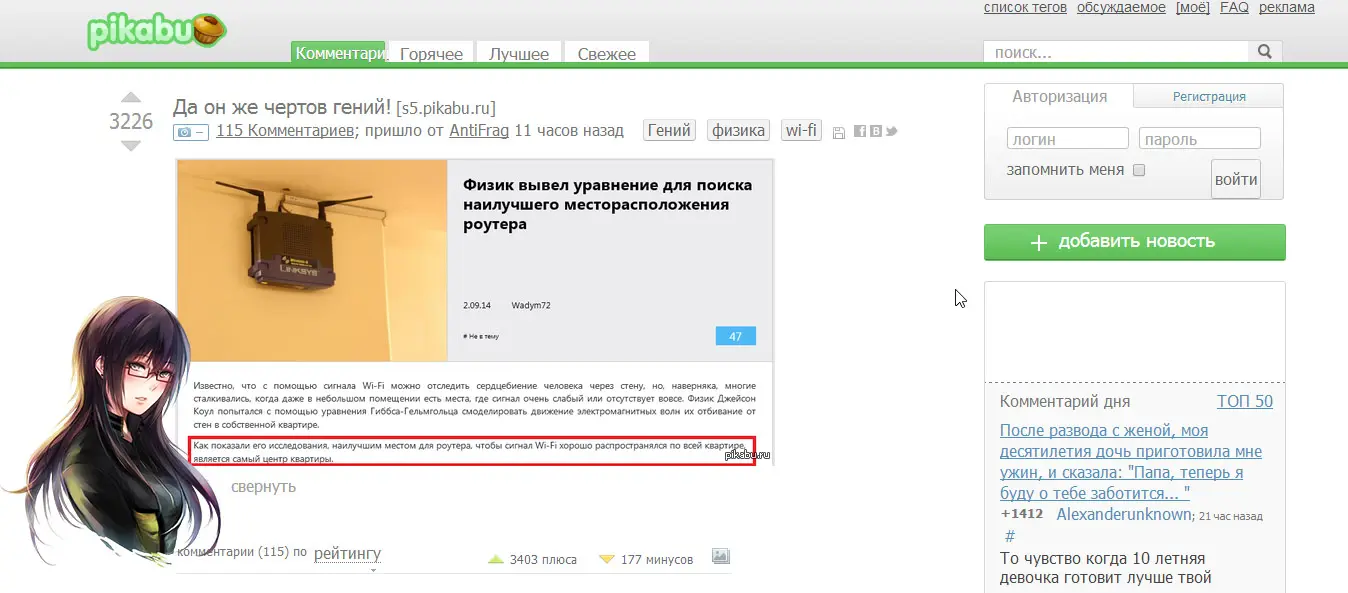 pikabu
список тегов обсуждаемое [моё] FAQ реклама
Комментари Горячее Лучшее Свежее
поиск...
3226
Да он же чертов гений! [s5.pikabu.ru]
115 Комментариев; пришло от AntiFrag 11 часов назад
Гений физика wi-fi
LINKSYS
Физик вывел уравнение для поиска
наилучшего месторасположения
роутера
2.09.14 Wadym72
# Не в тему
47
Известно, что с помощью сигнала Wi-Fi можно отследить сердцебиение человека через стену, но, наверняка, многие
сталкивались, когда даже в небольшом помещении есть места, где сигнал очень слабый или отсутствует вовсе. Физик Джейсон
Коул попытался с помощью уравнения Гиббса-Гельмгольца смоделировать движение электромагнитных волн их отбивание от
стен в собственной квартире.
Как показали его исследования, наилучшим местом для роутера, чтобы сигнал Wi-Fi хорошо распространялся по всей квартире,
является самый центр квартиры.
pikabu.ru
свернуть
комментарии (115) по рейтингу
3403 плюса 177 минусов
Авторизация Регистрация
логин пароль
запомнить меня
войти
+ добавить новость
Комментарий дня ТОП 50
После развода с женой, моя
десятилетия дочь приготовила мне
ужин, и сказала: "Папа, теперь я
буду о тебе заботится... "
+1412 Alexanderunknown; 21 час назад
#
То чувство когда 10 летняя
девочка готовит лучше твой